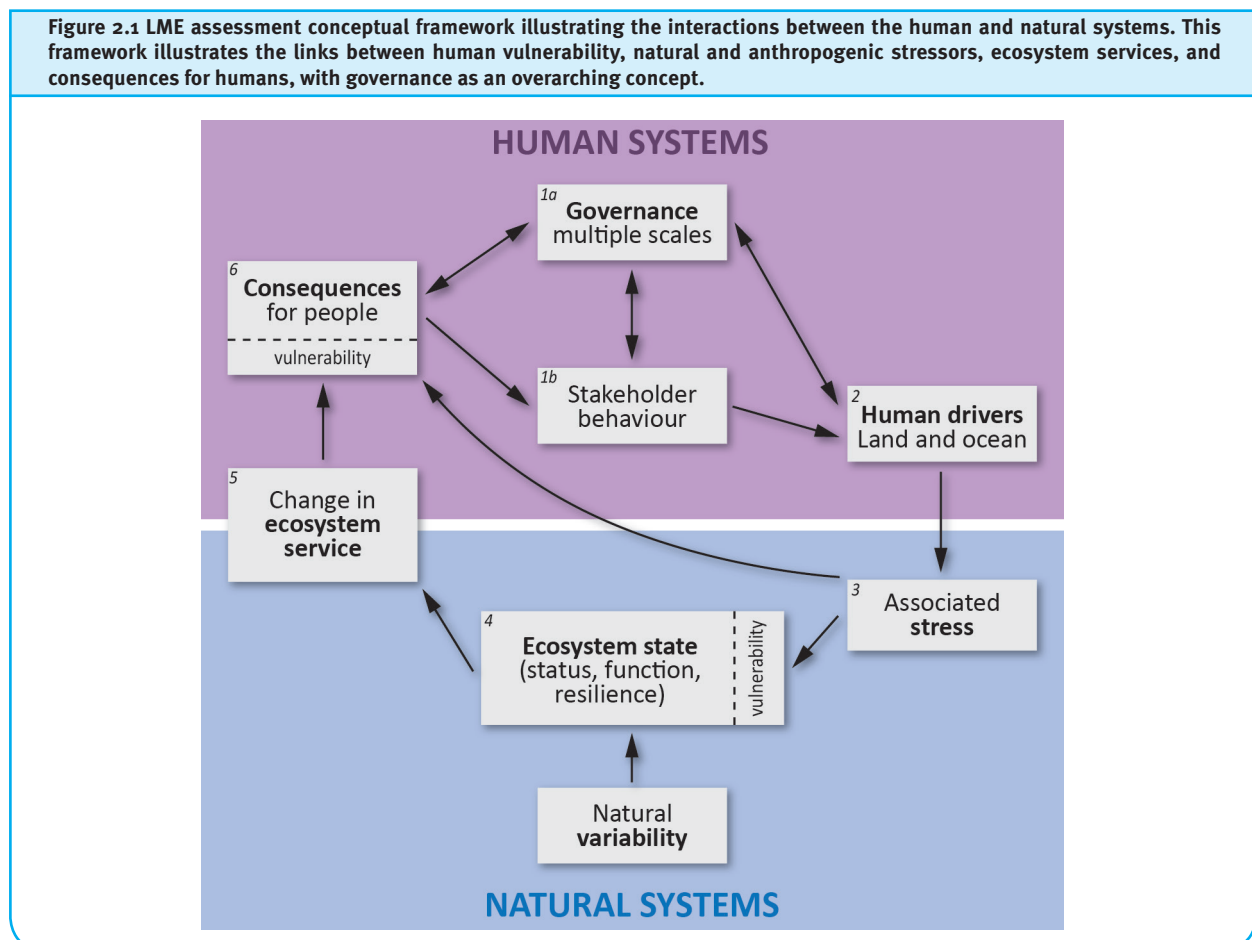 Figure 2.1 LME assessment conceptual framework illustrating the interactions between the human and natural systems. This
framework illustrates the links between human vulnerability, natural and anthropogenic stressors, ecosystem services, and
consequences for humans, with governance as an overarching concept.
HUMAN SYSTEMS
1a
Governance
multiple scales
6
Consequences
for people
vulnerability
1b
Stakeholder
behaviour
2
Human drivers
Land and ocean
5
Change in
ecosystem
service
3
Associated
stress
4
Ecosystem state
(status, function,
resilience)
vulnerability
Natural
variability
NATURAL SYSTEMS